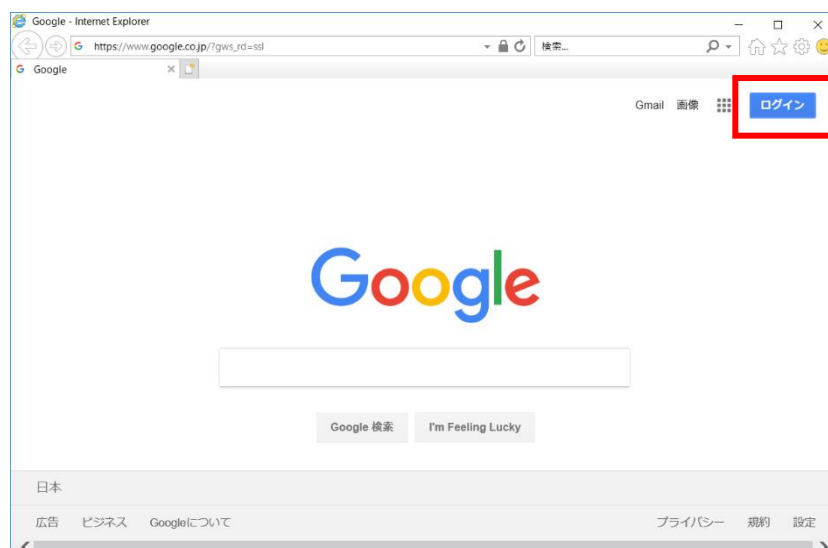 Google - Internet Explorer
https://www.google.co.jp/?gws_rd=ssl 検索...
Google
Gmail 画像 ログイン
Google
Google 検索 I'm Feeling Lucky
日本
広告 ビジネス Googleについて プライバシー 規約 設定